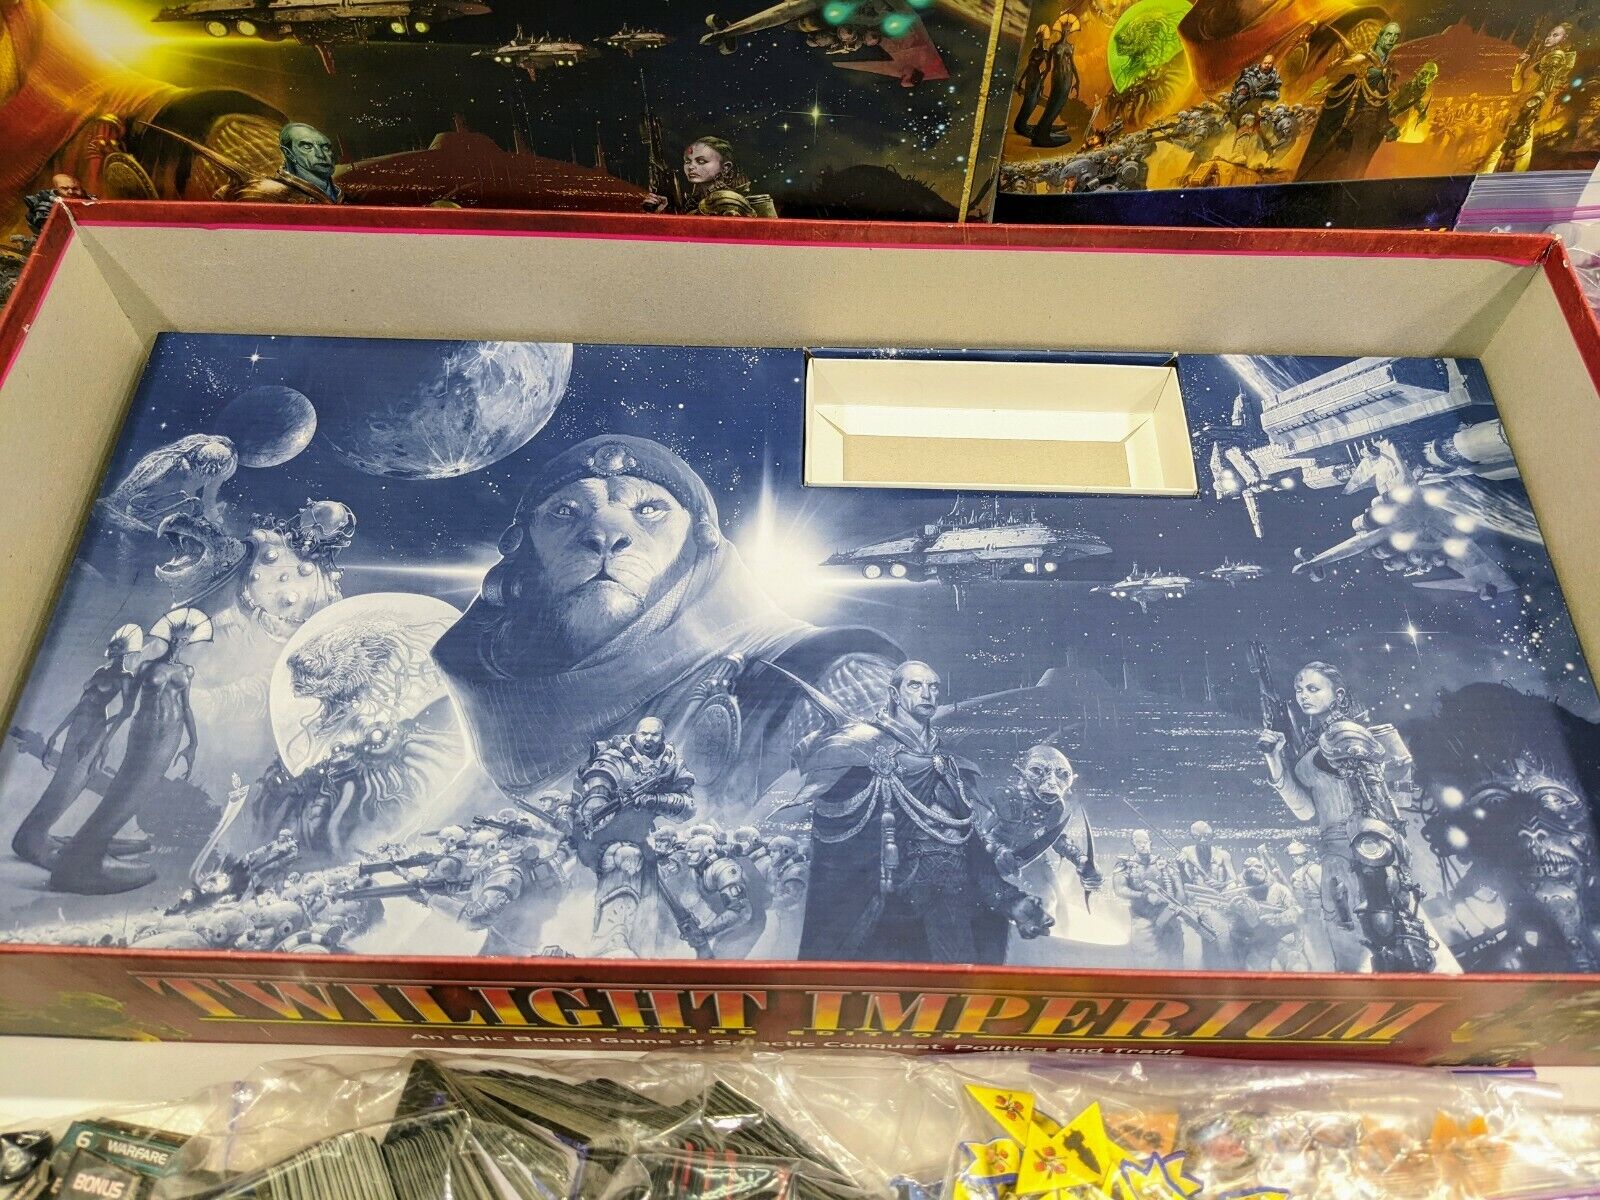 TWILIGHT IMPERIUM
THIRD EDITION
An Epic Board Game of Galactic Conquest, Politics and Trade
6 WARFARE
BONUS